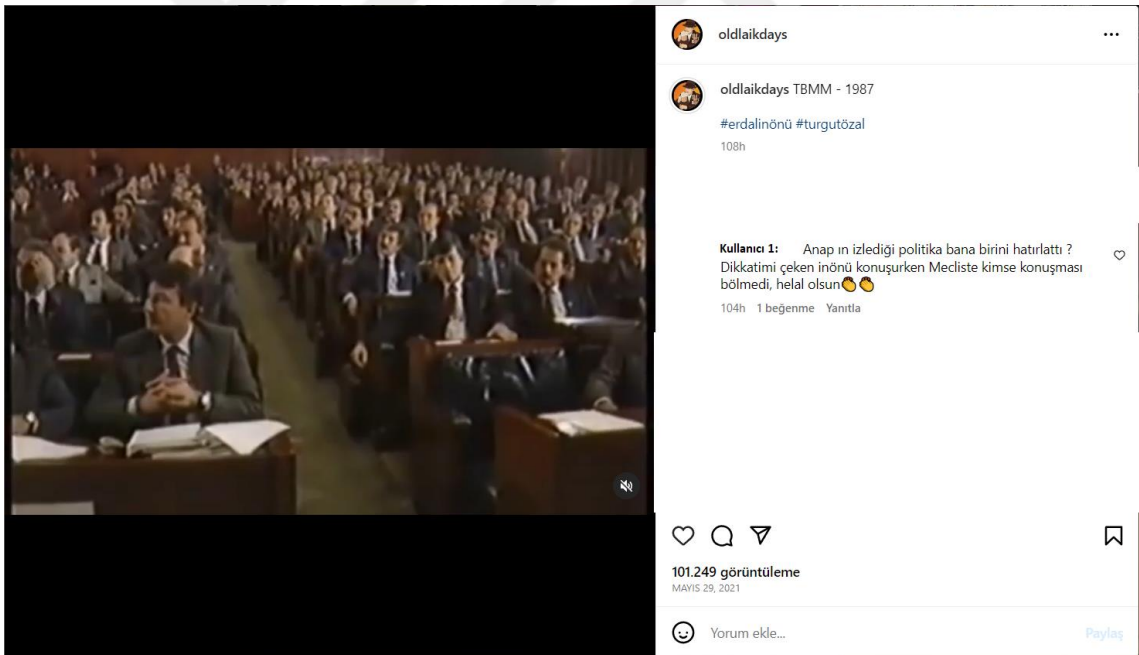 oldlaikdays
oldlaikdays TBMM - 1987
#erdalinönü #turgutözal
108h
Kullanıcı 1: Anap ın izlediği politika bana birini hatırlattı ?
Dikkatimi çeken inönü konuşurken Mecliste kimse konuşması
bölmedi, helal olsun👏👏
104h 1 beğenme Yanıtla
101.249 görüntüleme
MAYIS 29, 2021
Yorum ekle... Paylaş